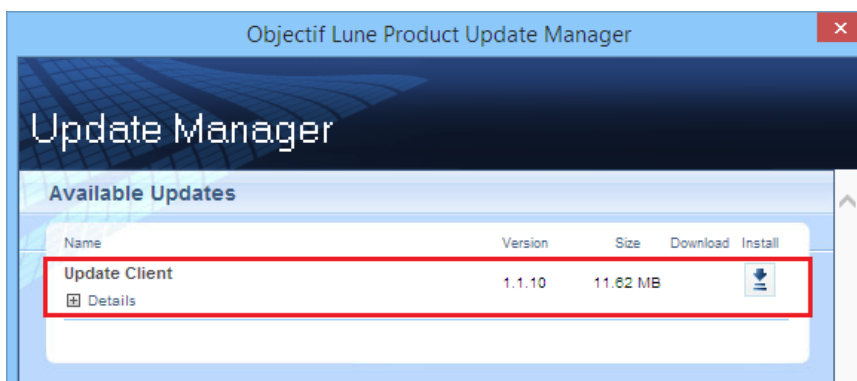 Objectif Lune Product Update Manager
Update Manager
Available Updates
Name Version Size Download Install
Update Client 1.1.10 11.62 MB
Details